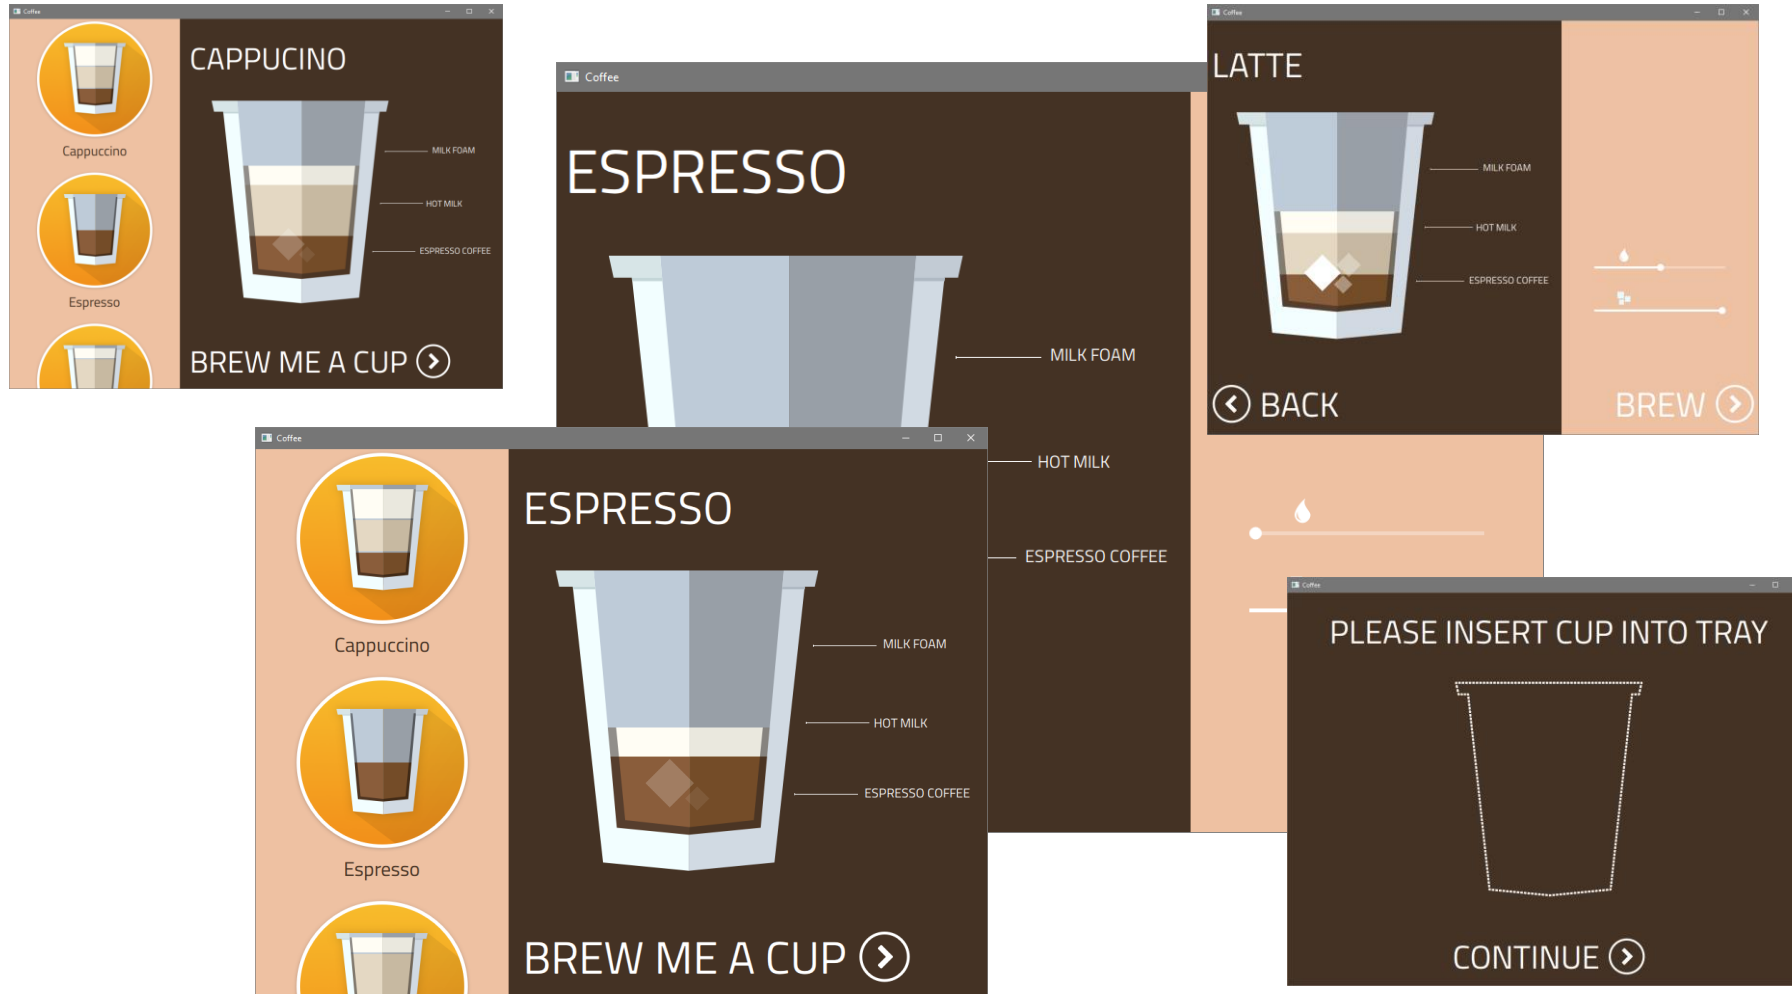 Coffee
CAPPUCINO
Cappuccino
MILK FOAM
HOT MILK
ESPRESSO COFFEE
Espresso
BREW ME A CUP
Coffee
ESPRESSO
MILK FOAM
HOT MILK
ESPRESSO COFFEE
Coffee
LATTE
MILK FOAM
HOT MILK
ESPRESSO COFFEE
BACK
BREW
Coffee
ESPRESSO
Cappuccino
MILK FOAM
HOT MILK
ESPRESSO COFFEE
Espresso
BREW ME A CUP
Coffee
PLEASE INSERT CUP INTO TRAY
CONTINUE